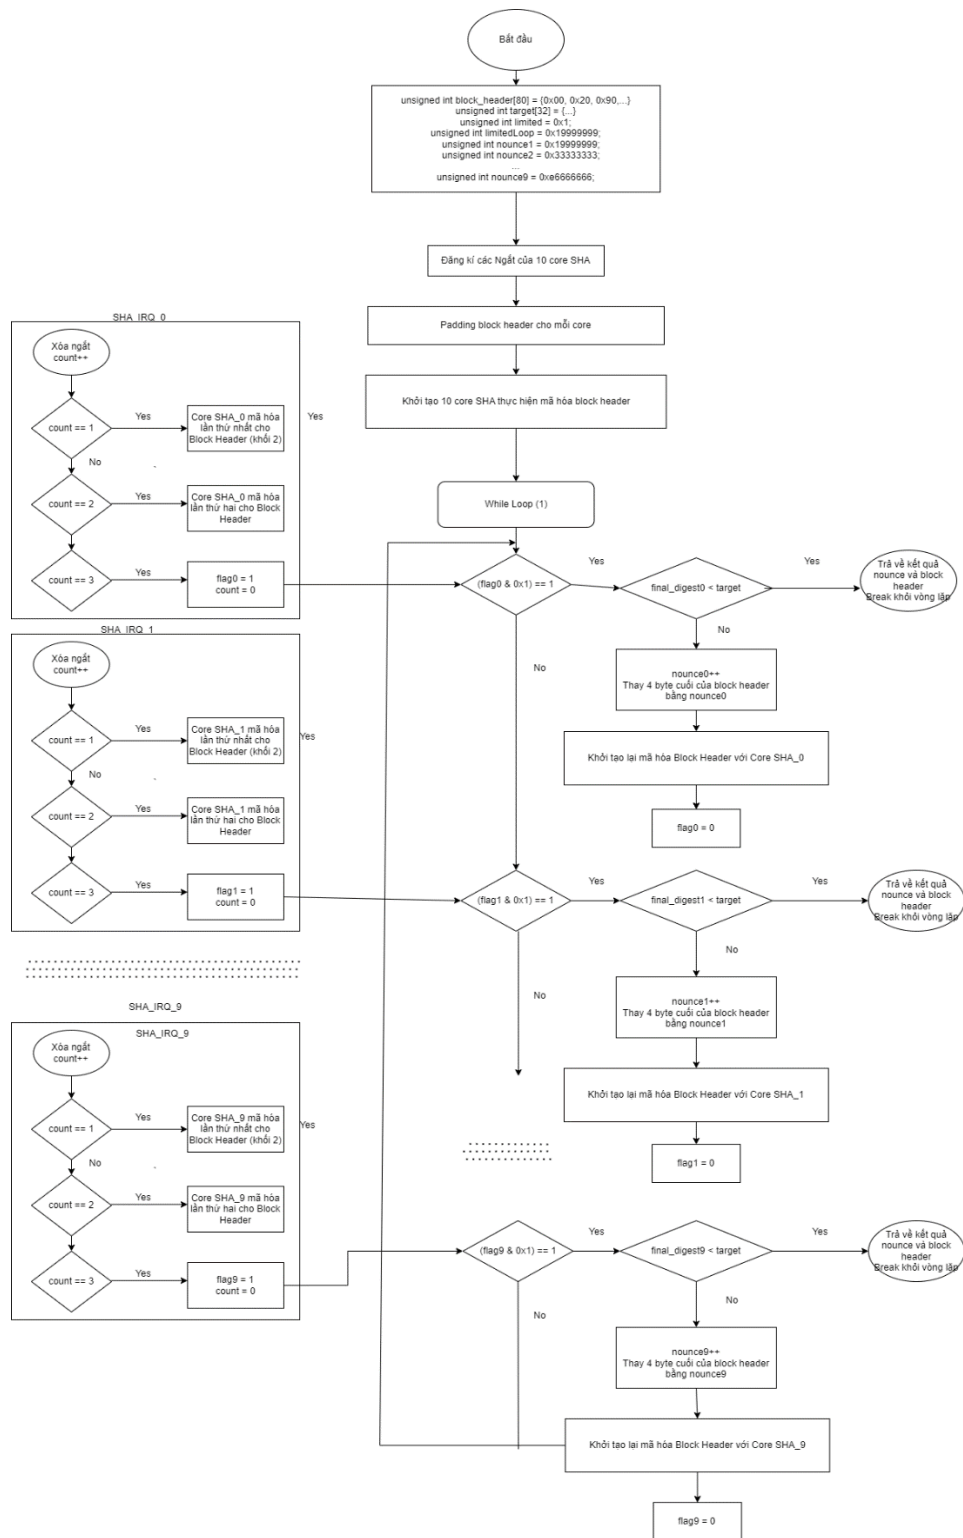 Bắt đầu
unsigned int block_header[80] = {0x00, 0x20, 0x90,...}
unsigned int target[32] = {...}
unsigned int limited = 0x1;
unsigned int limitedLoop = 0x19999999;
unsigned int nounce1 = 0x19999999;
unsigned int nounce2 = 0x33333333;
...
unsigned int nounce9 = 0xe6666666;
Đăng kí các Ngắt của 10 core SHA
Padding block header cho mỗi core
Khởi tạo 10 core SHA thực hiện mã hóa block header
While Loop (1)
SHA_IRQ_0
Xóa ngắt
count++
count == 1
Yes
Core SHA_0 mã hóa
lần thứ nhất cho
Block Header (khối 2)
Yes
No
count == 2
Yes
Core SHA_0 mã hóa
lần thứ hai cho Block
Header
count == 3
Yes
flag0 = 1
count = 0
(flag0 & 0x1) == 1
Yes
final_digest0 < target
Yes
Trả về kết quả
nounce và block
header
Break khỏi vòng lặp
No
No
nounce0++
Thay 4 byte cuối của block header
bằng nounce0
Khởi tạo lại mã hóa Block Header với Core SHA_0
flag0 = 0
SHA_IRQ_1
Xóa ngắt
count++
count == 1
Yes
Core SHA_1 mã hóa
lần thứ nhất cho
Block Header (khối 2)
Yes
No
count == 2
Yes
Core SHA_1 mã hóa
lần thứ hai cho Block
Header
count == 3
Yes
flag1 = 1
count = 0
(flag1 & 0x1) == 1
Yes
final_digest1 < target
Yes
Trả về kết quả
nounce và block
header
Break khỏi vòng lặp
No
No
nounce1++
Thay 4 byte cuối của block header
bằng nounce1
Khởi tạo lại mã hóa Block Header với Core SHA_1
flag1 = 0
SHA_IRQ_9
SHA_IRQ_9
Xóa ngắt
count++
count == 1
Yes
Core SHA_9 mã hóa
lần thứ nhất cho
Block Header (khối 2)
Yes
No
count == 2
Yes
Core SHA_9 mã hóa
lần thứ hai cho Block
Header
count == 3
Yes
flag9 = 1
count = 0
(flag9 & 0x1) == 1
Yes
final_digest9 < target
Yes
Trả về kết quả
nounce và block
header
Break khỏi vòng lặp
No
No
nounce9++
Thay 4 byte cuối của block header
bằng nounce9
Khởi tạo lại mã hóa Block Header với Core SHA_9
flag9 = 0